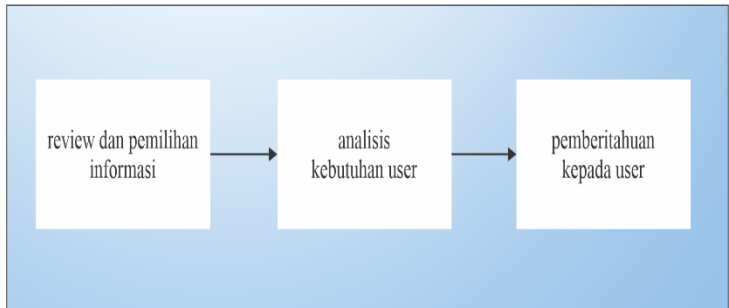 review dan pemilihan
informasi
analisis
kebutuhan user
pemberitahuan
kepada user